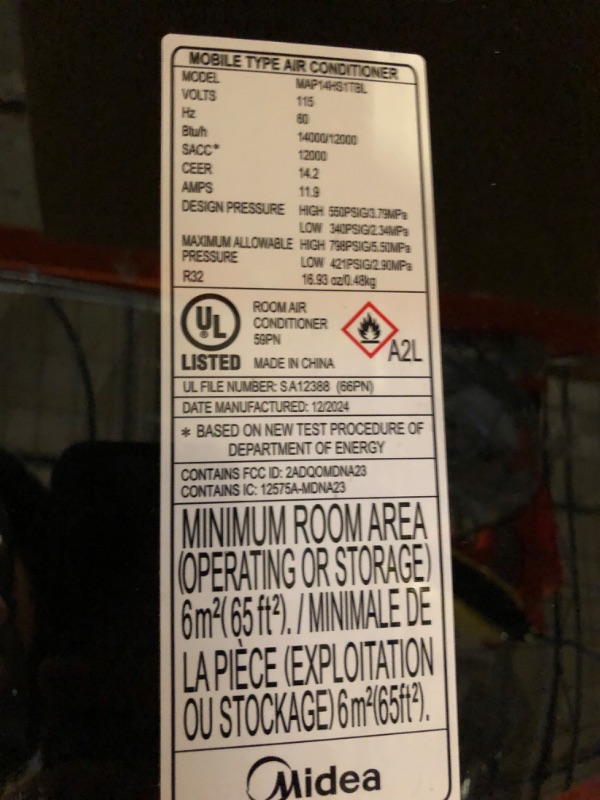 MOBILE TYPE AIR CONDITIONER
MODEL MAP14HS1TBL
VOLTS 115
Hz 60
Btu/h 14000/12000
SACC* 12000
CEER 14.2
AMPS 11.9
DESIGN PRESSURE HIGH 550PSIG/3.79MPa
LOW 340PSIG/2.34MPa
MAXIMUM ALLOWABLE PRESSURE HIGH 798PSIG/5.50MPa
LOW 421PSIG/2.90MPa
R32 16.93 oz/0.48kg
UL
®
LISTED
ROOM AIR
CONDITIONER
59PN
MADE IN CHINA
A2L
UL FILE NUMBER: SA12388 (66PN)
DATE MANUFACTURED: 12/2024
* BASED ON NEW TEST PROCEDURE OF
DEPARTMENT OF ENERGY
CONTAINS FCC ID: 2ADQOMDNA23
CONTAINS IC: 12575A-MDNA23
MINIMUM ROOM AREA
(OPERATING OR STORAGE)
6m²(65ft²). / MINIMALE DE
LA PIÈCE (EXPLOITATION
OU STOCKAGE) 6m²(65ft²).
Midea